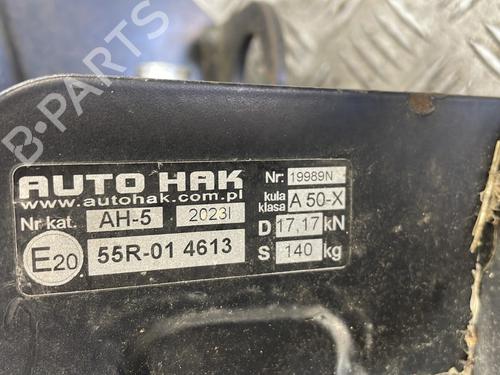 B-PARTS
AUTO HAK
www.autohak.com.pl
Nr kat. AH-5 2023I
E20 55R-01 4613
Nr: 19989N
kula klasa A 50-X
D 17,17 kN
S 140 kg